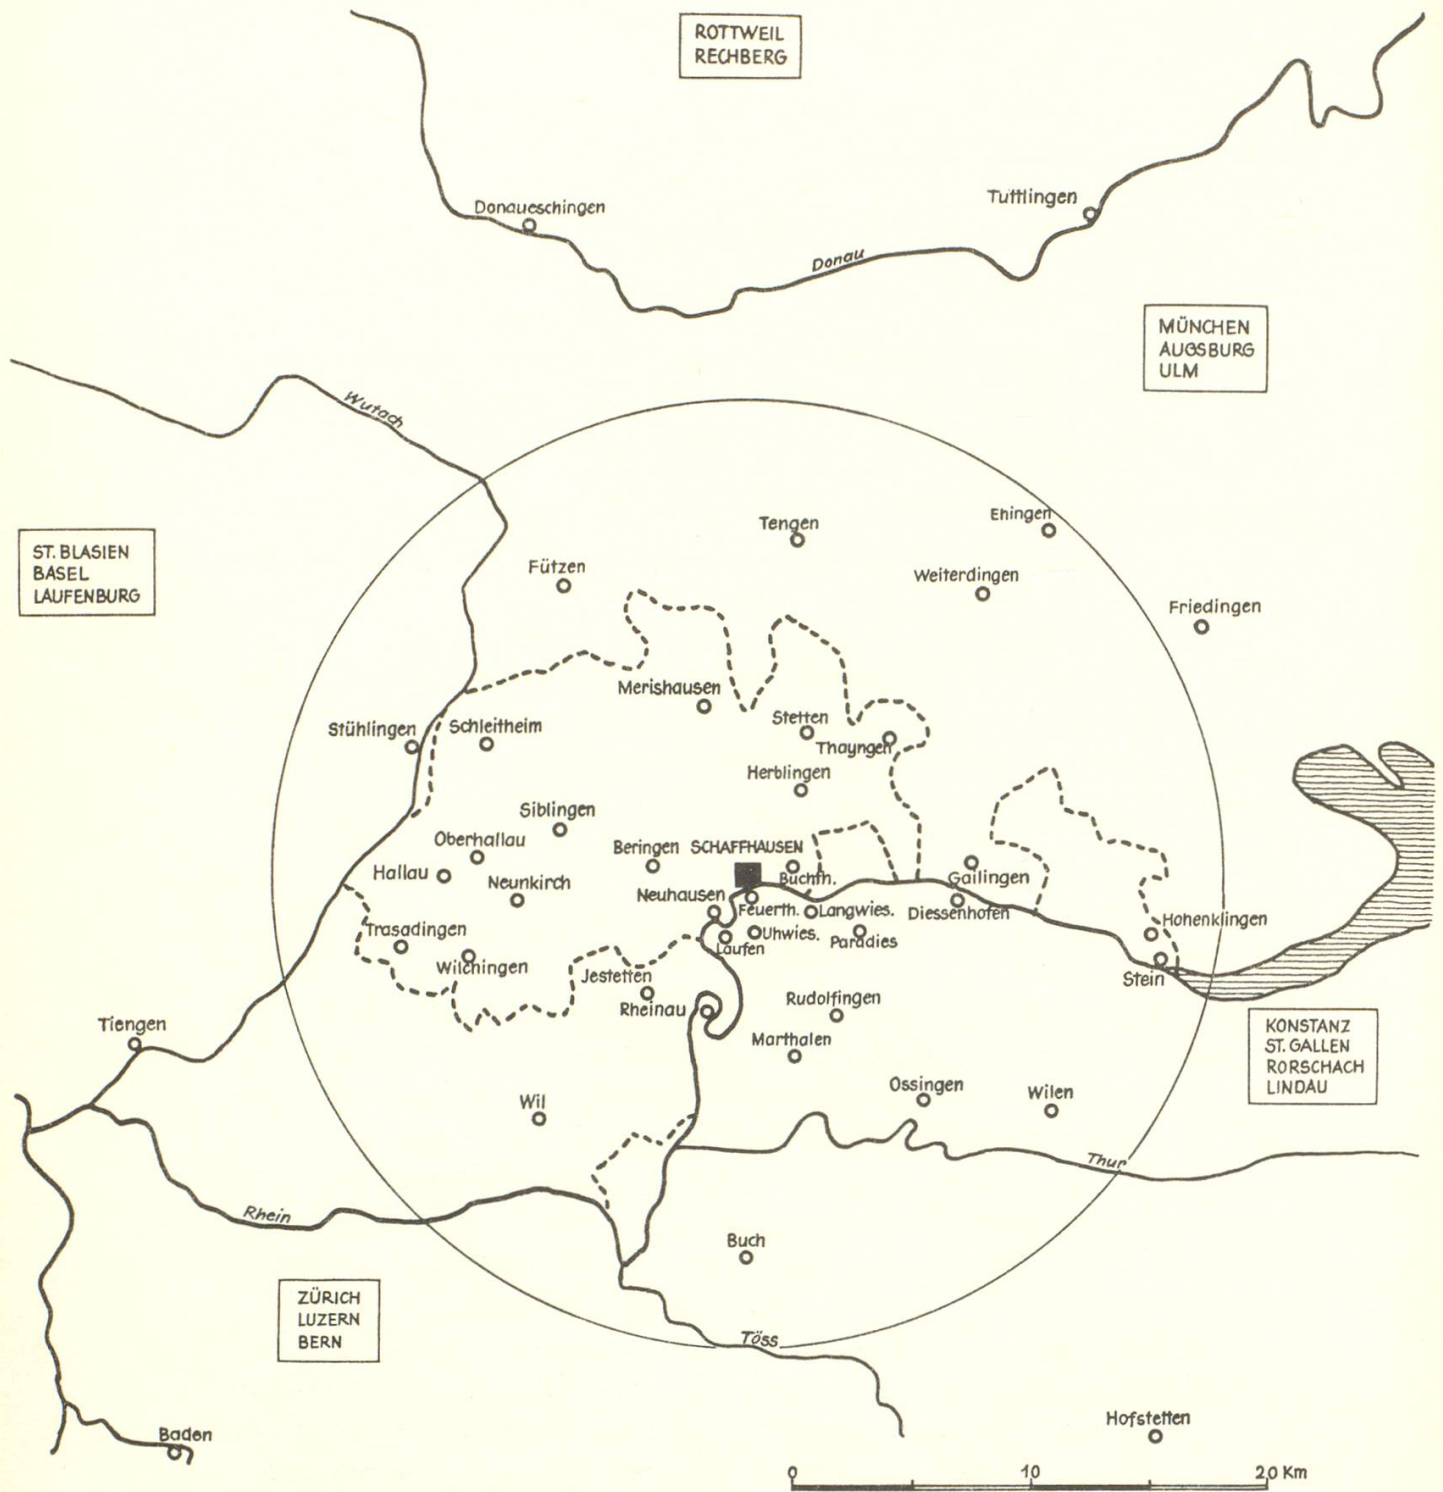 ROTTWEIL
RECHBERG
Donaueschingen
Tuttlingen
Donau
MÜNCHEN
AUGSBURG
ULM
Wutach
Ehingen
Tengen
ST. BLASIEN
BASEL
LAUFENBURG
Fützen
Weiterdingen
Friedingen
Merishausen
Stühlingen
Schleitheim
Stetten
Thayngen
Herblingen
Siblingen
Oberhallau
Beringen
SCHAFFHAUSEN
Hallau
Neunkirch
Buchth.
Gailingen
Neuhausen
Feuerth.
Langwies.
Diessenhofen
Hohenklingen
Trasadingen
Uhwies.
Paradies
Laufen
Wilchingen
Jestetten
Stein
Rheinau
Rudolfingen
Tiengen
Marthalen
KONSTANZ
ST. GALLEN
RORSCHACH
LINDAU
Ossingen
Wilen
Wil
Thur
Rhein
Buch
ZÜRICH
LUZERN
BERN
Töss
Hofstetten
Baden
0 10 20 Km